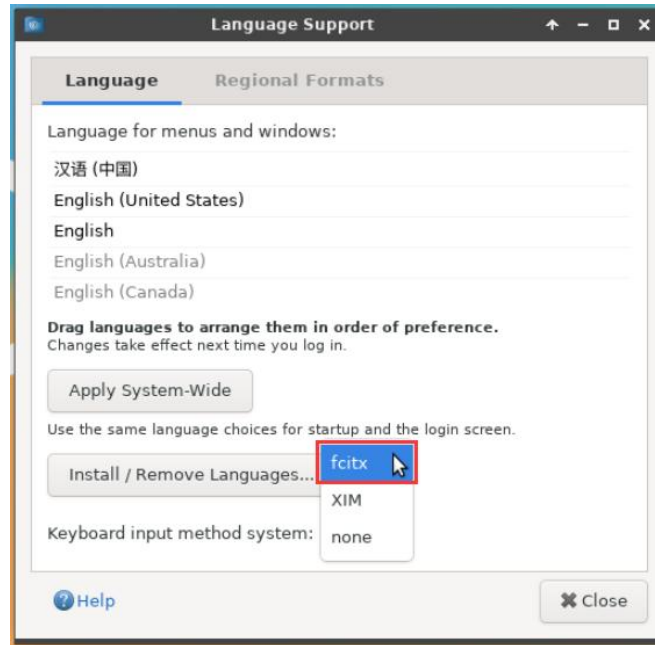 Language Support
Language Regional Formats
Language for menus and windows:
汉语 (中国)
English (United States)
English
English (Australia)
English (Canada)
Drag languages to arrange them in order of preference.
Changes take effect next time you log in.
Apply System-Wide
Use the same language choices for startup and the login screen.
Install / Remove Languages...
fcitx
XIM
Keyboard input method system:
none
Help
Close